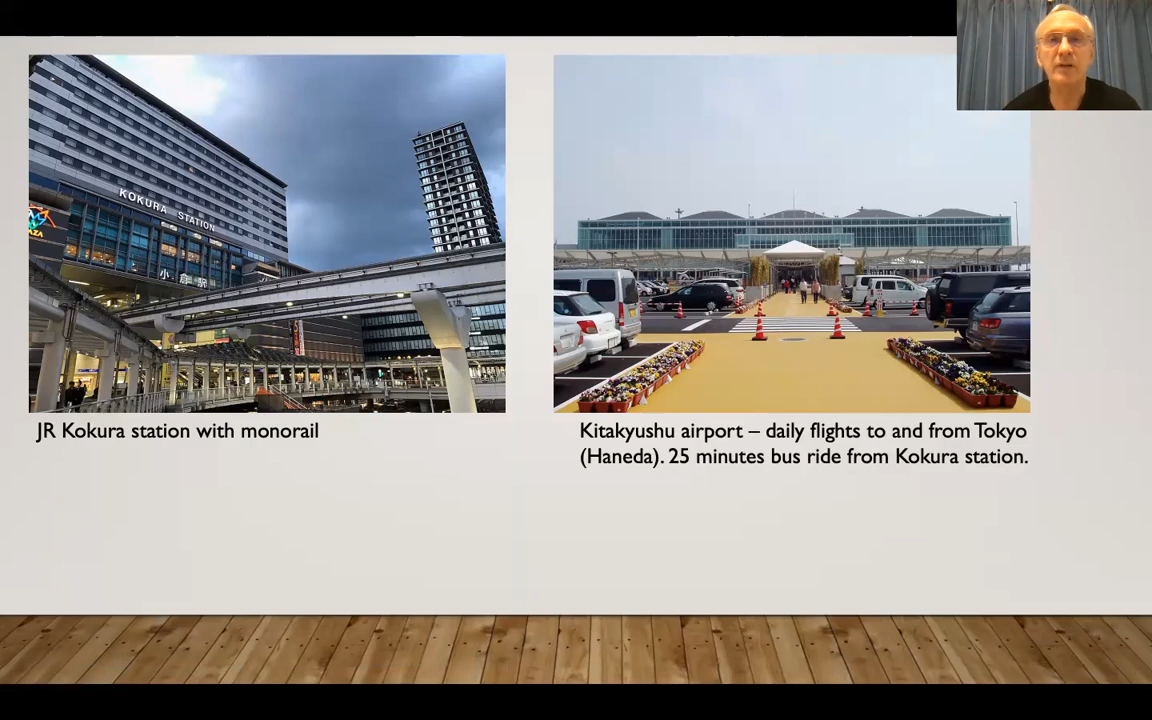 KOKURA STATION
小倉駅
AZA
JR Kokura station with monorail
Kitakyushu airport – daily flights to and from Tokyo
(Haneda). 25 minutes bus ride from Kokura station.